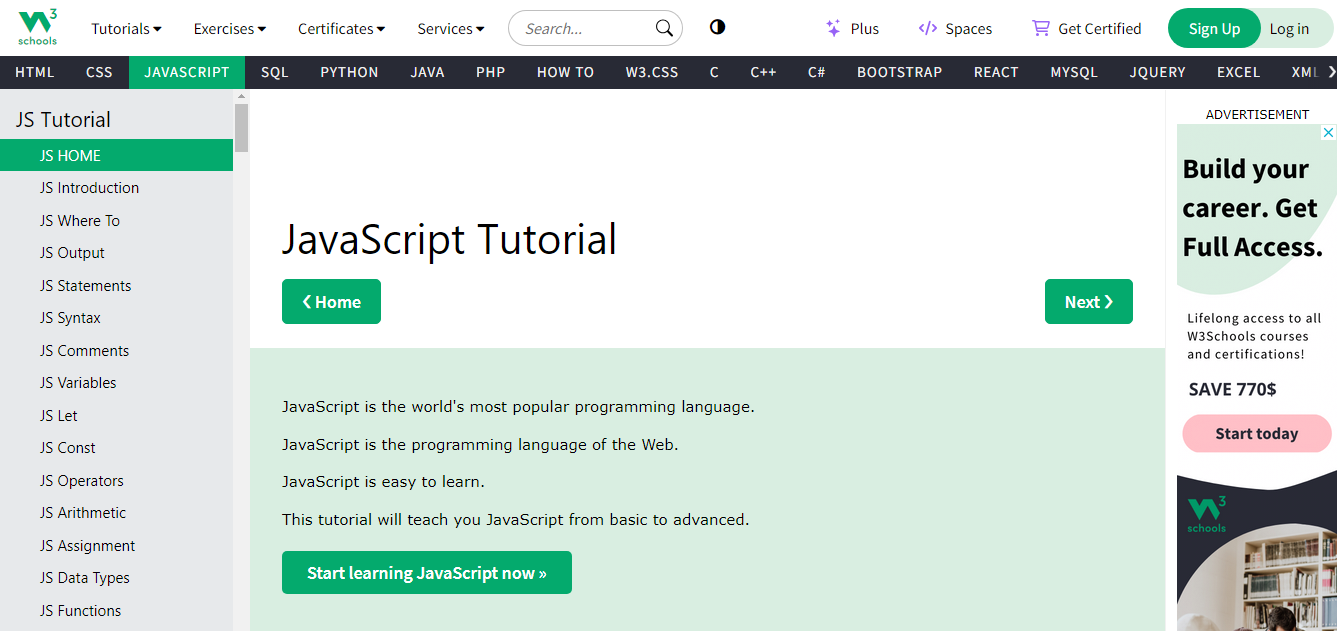 W3
schools
Tutorials
Exercises
Certificates
Services
Search...
Plus
</> Spaces
Get Certified
Sign Up
Log in
HTML CSS JAVASCRIPT SQL PYTHON JAVA PHP HOW TO W3.CSS C C++ C# BOOTSTRAP REACT MYSQL JQUERY EXCEL XML
JS Tutorial
JS HOME
JS Introduction
JS Where To
JS Output
JS Statements
JS Syntax
JS Comments
JS Variables
JS Let
JS Const
JS Operators
JS Arithmetic
JS Assignment
JS Data Types
JS Functions
JavaScript Tutorial
❮ Home
Next ❯
JavaScript is the world's most popular programming language.
JavaScript is the programming language of the Web.
JavaScript is easy to learn.
This tutorial will teach you JavaScript from basic to advanced.
Start learning JavaScript now »
ADVERTISEMENT
Build your
career. Get
Full Access.
Lifelong access to all
W3Schools courses
and certifications!
SAVE 770$
Start today
W3
schools